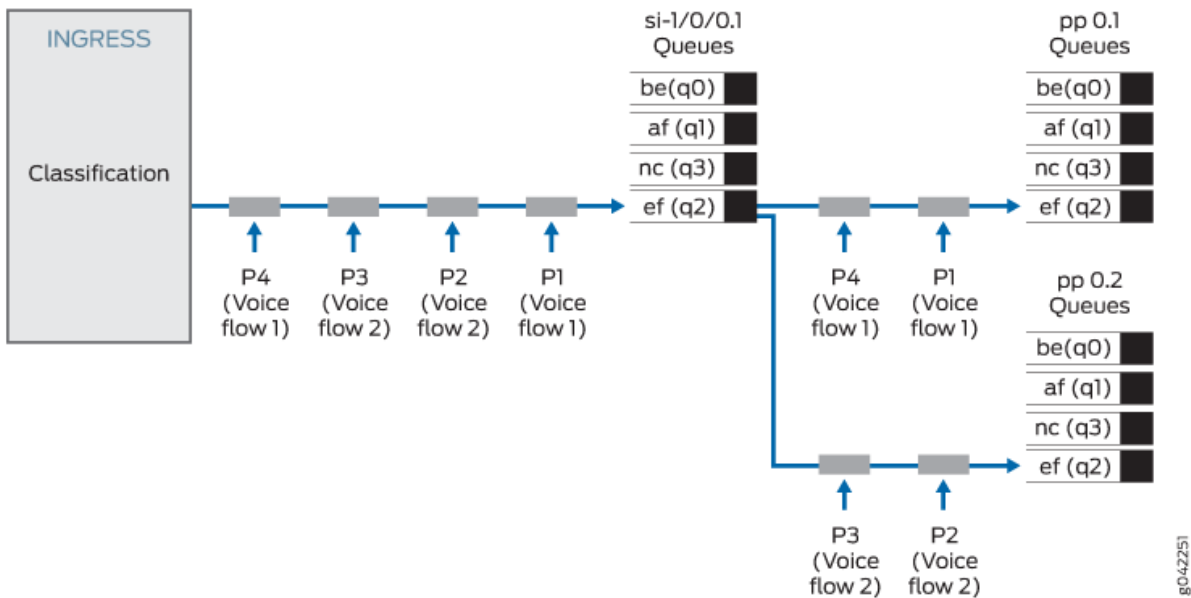 INGRESS
Classification
P4
(Voice
flow 1)
P3
(Voice
flow 2)
P2
(Voice
flow 2)
P1
(Voice
flow 1)
si-1/0/0.1
Queues
be(q0)
af (q1)
nc (q3)
ef (q2)
P4
(Voice
flow 1)
P1
(Voice
flow 1)
pp 0.1
Queues
be(q0)
af (q1)
nc (q3)
ef (q2)
pp 0.2
Queues
be(q0)
af (q1)
nc (q3)
ef (q2)
P3
(Voice
flow 2)
P2
(Voice
flow 2)
g042251